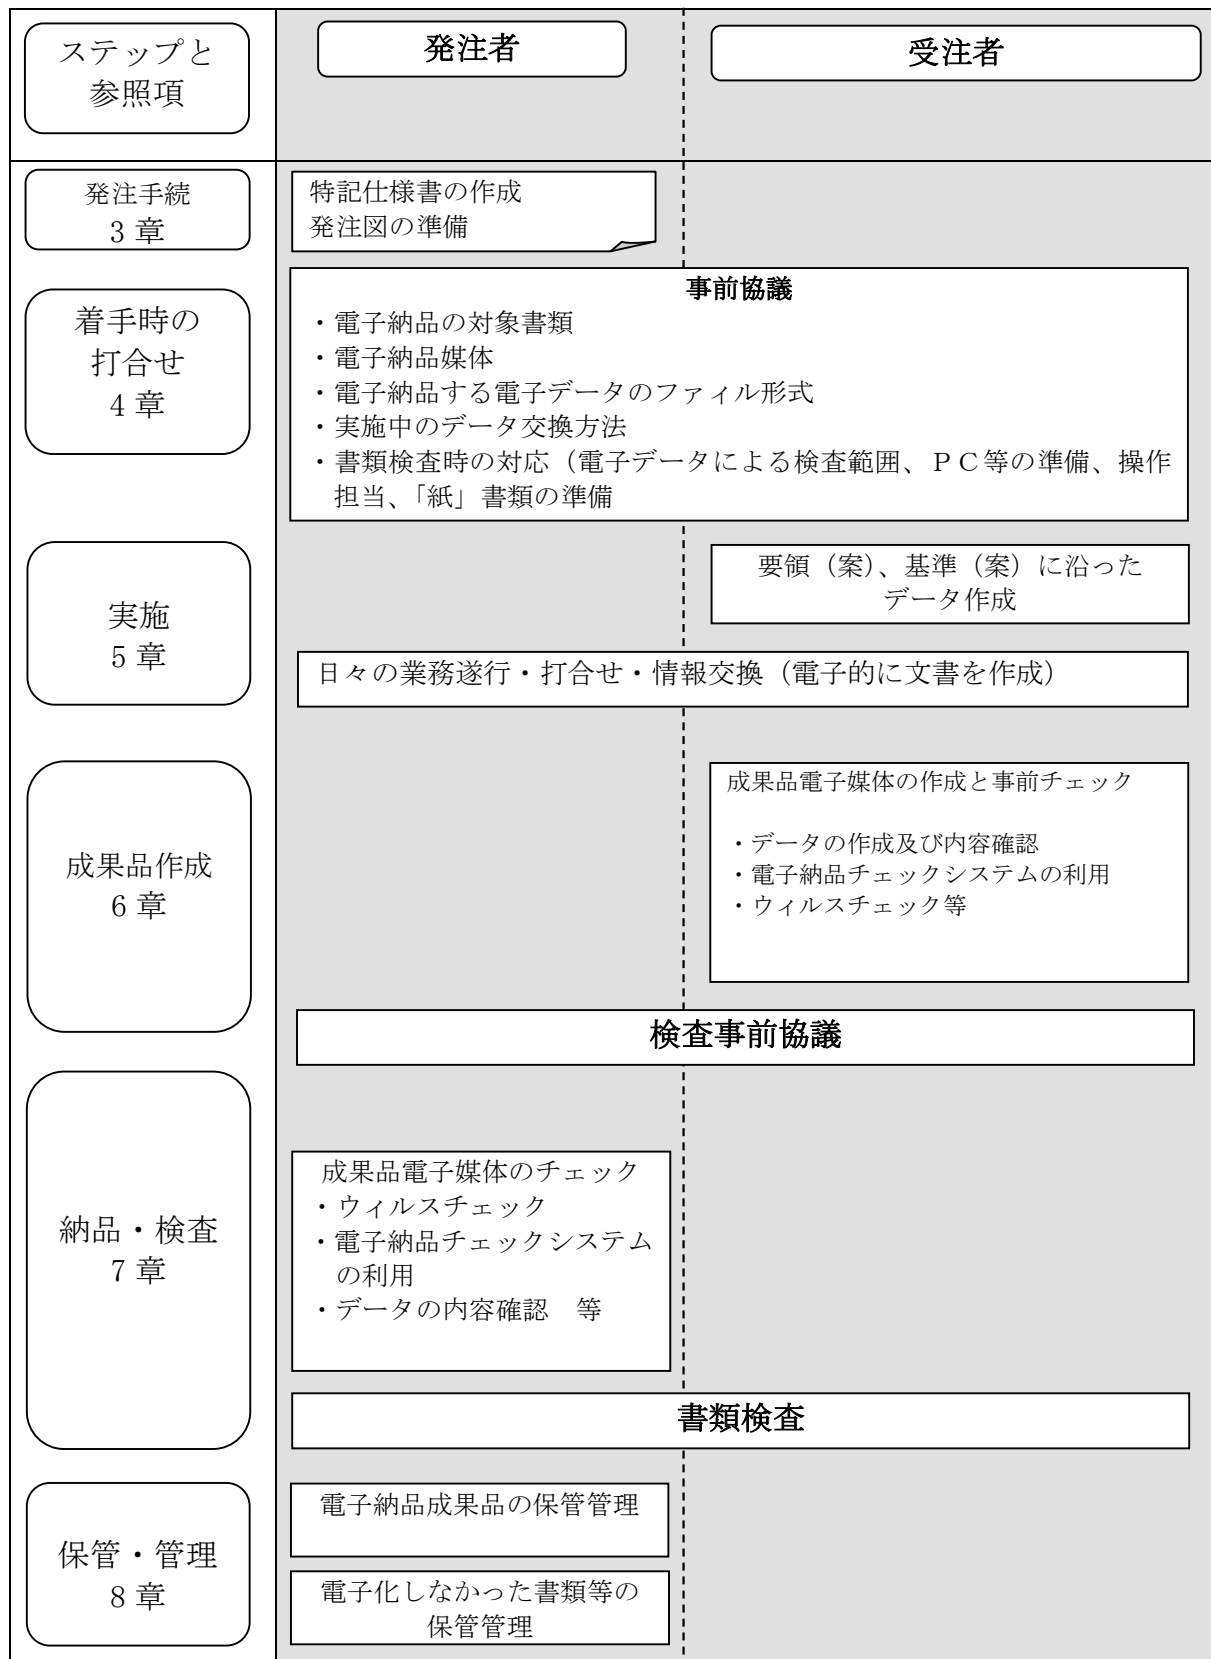 ステップと
参照項
発注者
受注者
発注手続
3 章
特記仕様書の作成
発注図の準備
着手時の
打合せ
4 章
事前協議
・電子納品の対象書類
・電子納品媒体
・電子納品する電子データのファイル形式
・実施中のデータ交換方法
・書類検査時の対応（電子データによる検査範囲、ＰＣ等の準備、操作
担当、「紙」書類の準備
実施
5 章
要領（案）、基準（案）に沿った
データ作成
日々の業務遂行・打合せ・情報交換（電子的に文書を作成）
成果品作成
6 章
成果品電子媒体の作成と事前チェック
・データの作成及び内容確認
・電子納品チェックシステムの利用
・ウィルスチェック等
検査事前協議
納品・検査
7 章
成果品電子媒体のチェック
・ウィルスチェック
・電子納品チェックシステム
の利用
・データの内容確認　等
書類検査
保管・管理
8 章
電子納品成果品の保管管理
電子化しなかった書類等の
保管管理